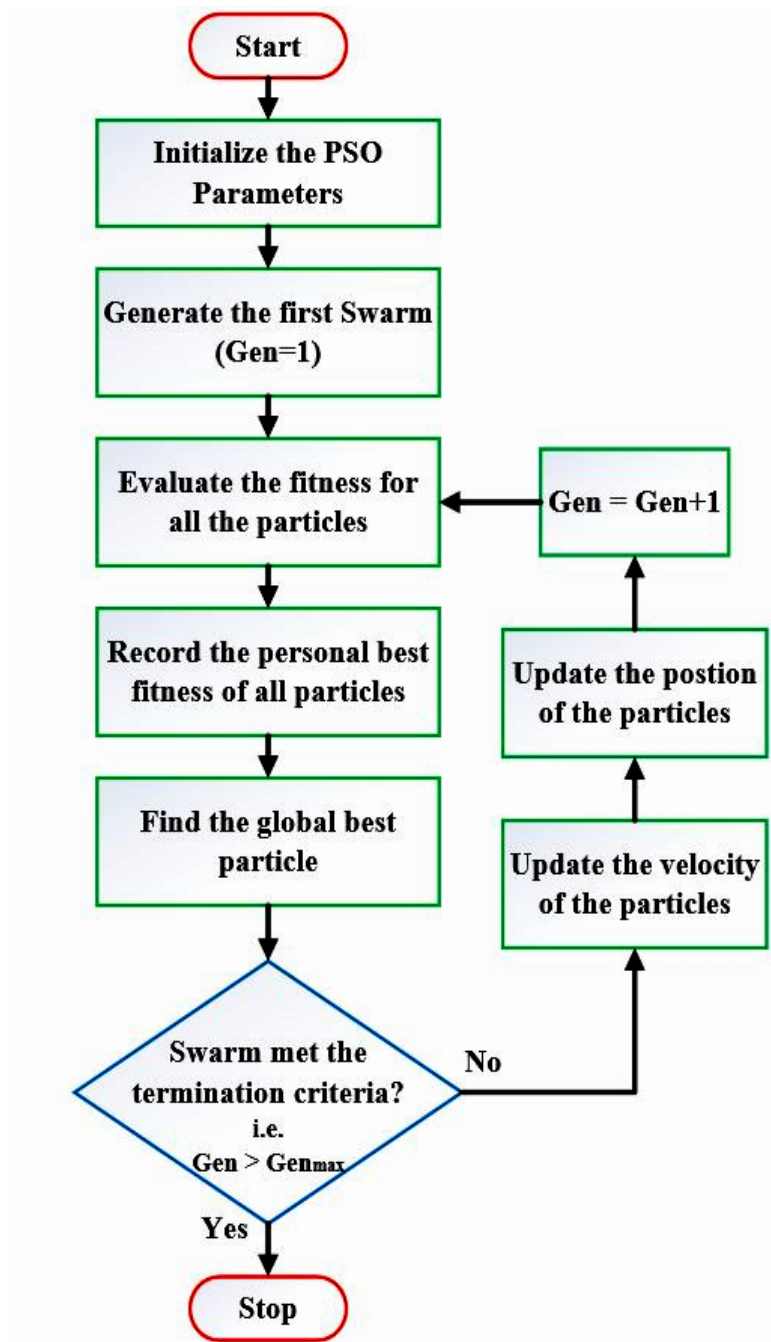 Start
Initialize the PSO
Parameters
Generate the first Swarm
(Gen=1)
Evaluate the fitness for
all the particles
Gen = Gen+1
Record the personal best
fitness of all particles
Update the postion
of the particles
Find the global best
particle
Update the velocity
of the particles
Swarm met the
termination criteria?
i.e.
Gen > Genmax
No
Yes
Stop